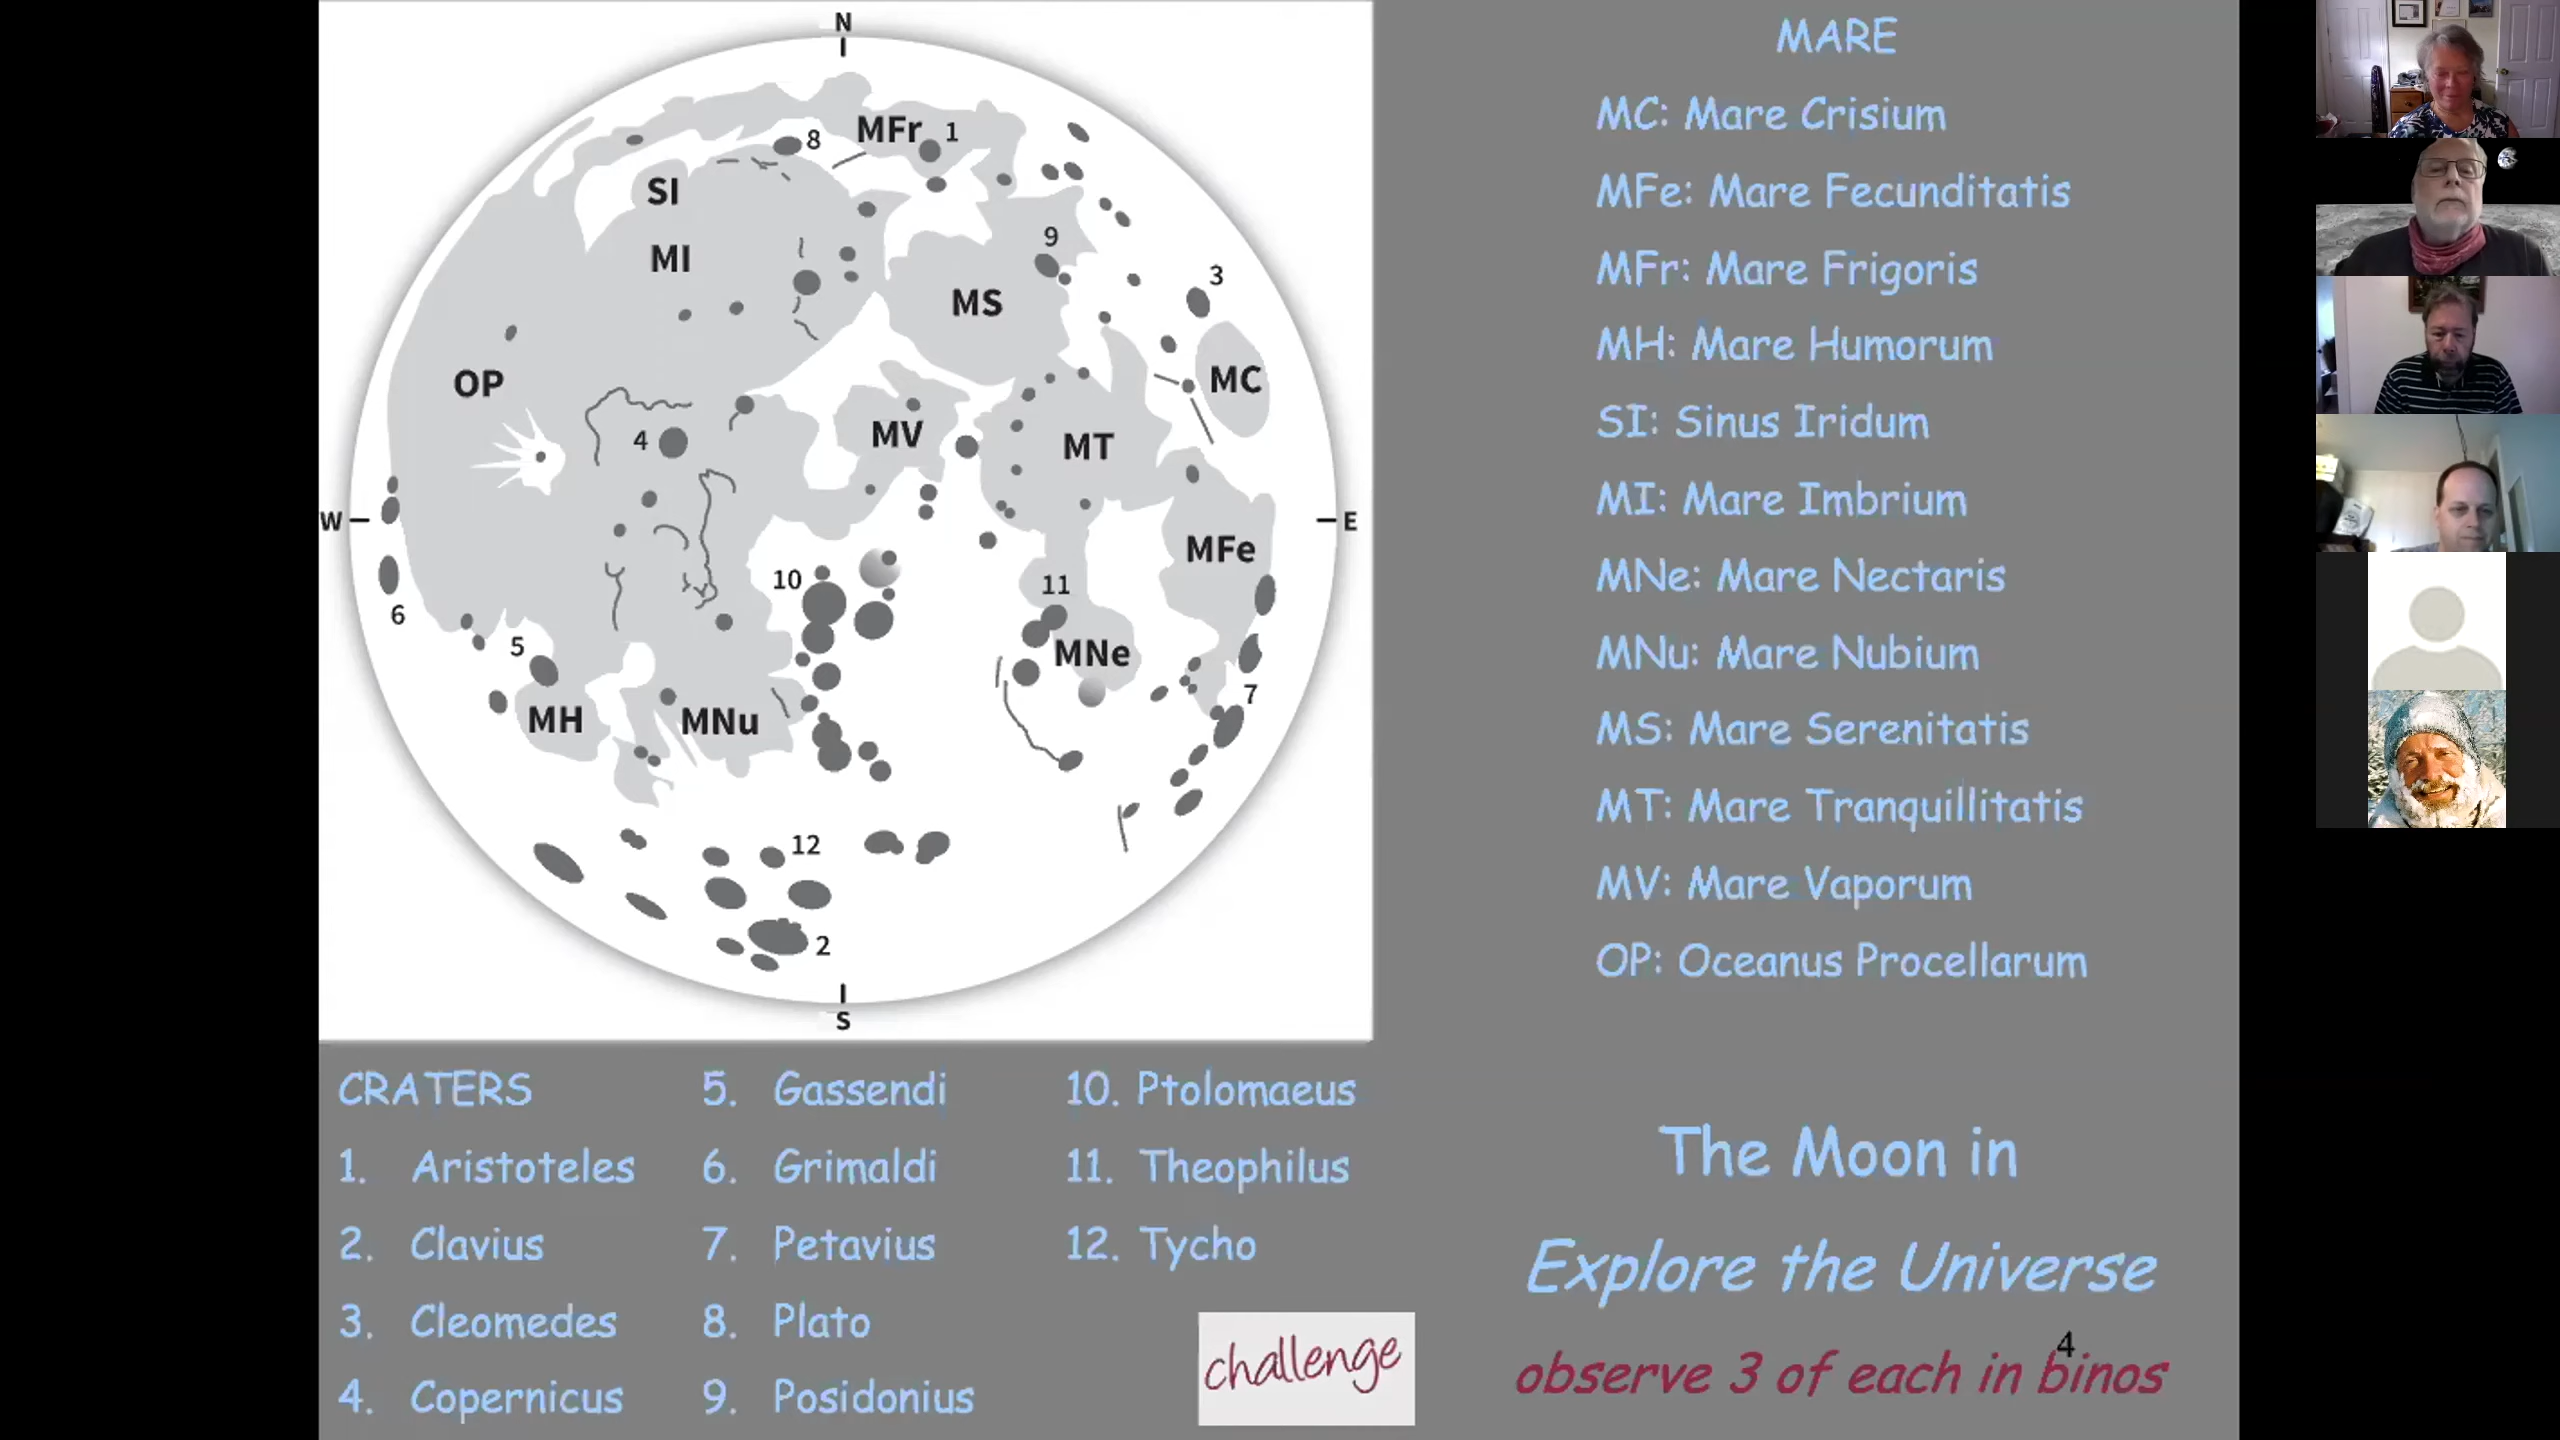 N
MFr 1
8
SI
9
MI
3
MS
OP
MC
4
MV
MT
W
E
MFe
10
11
6
5
MNe
7
MH
MNu
12
2
S
MARE
MC: Mare Crisium
MFe: Mare Fecunditatis
MFr: Mare Frigoris
MH: Mare Humorum
SI: Sinus Iridum
MI: Mare Imbrium
MNe: Mare Nectaris
MNu: Mare Nubium
MS: Mare Serenitatis
MT: Mare Tranquillitatis
MV: Mare Vaporum
OP: Oceanus Procellarum
CRATERS
1. Aristoteles
2. Clavius
3. Cleomedes
4. Copernicus
5. Gassendi
6. Grimaldi
7. Petavius
8. Plato
9. Posidonius
10. Ptolomaeus
11. Theophilus
12. Tycho
challenge
The Moon in
Explore the Universe
4
observe 3 of each in binos